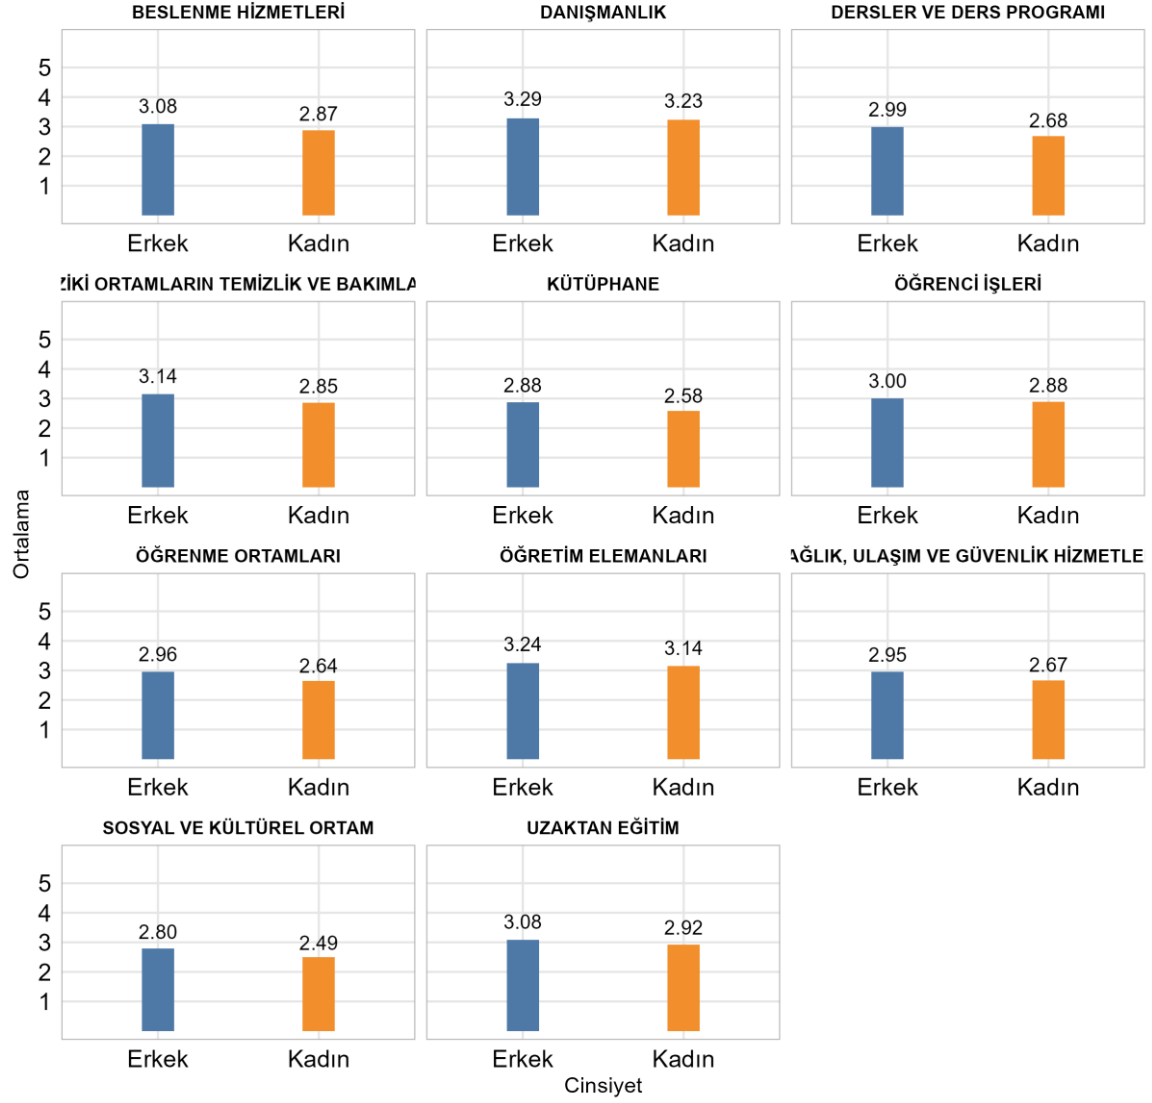 BESLENME HİZMETLERİ
5
4
3
2
1
3.08
2.87
Erkek
Kadın
DANIŞMANLIK
3.29
3.23
Erkek
Kadın
DERSLER VE DERS PROGRAMI
2.99
2.68
Erkek
Kadın
ZİKİ ORTAMLARIN TEMİZLİK VE BAKIMLA
5
4
3
2
1
3.14
2.85
Erkek
Kadın
KÜTÜPHANE
2.88
2.58
Erkek
Kadın
ÖĞRENCİ İŞLERİ
3.00
2.88
Erkek
Kadın
Ortalama
ÖĞRENME ORTAMLARI
5
4
3
2
1
2.96
2.64
Erkek
Kadın
ÖĞRETİM ELEMANLARI
3.24
3.14
Erkek
Kadın
AĞLIK, ULAŞIM VE GÜVENLİK HİZMETLE
2.95
2.67
Erkek
Kadın
SOSYAL VE KÜLTÜREL ORTAM
5
4
3
2
1
2.80
2.49
Erkek
Kadın
UZAKTAN EĞİTİM
3.08
2.92
Erkek
Kadın
Cinsiyet